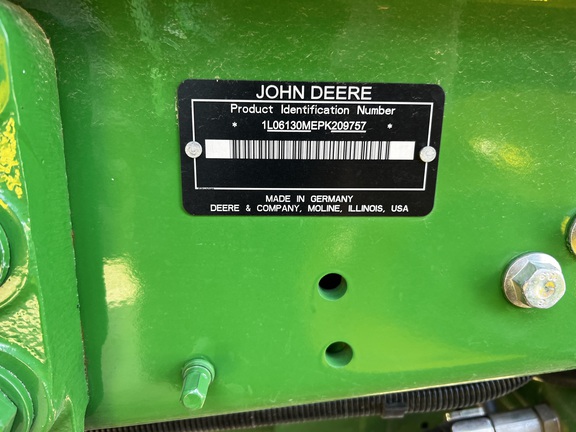 JOHN DEERE
Product Identification Number
* 1L06130MEPK209757 *
MADE IN GERMANY
DEERE & COMPANY, MOLINE, ILLINOIS, USA